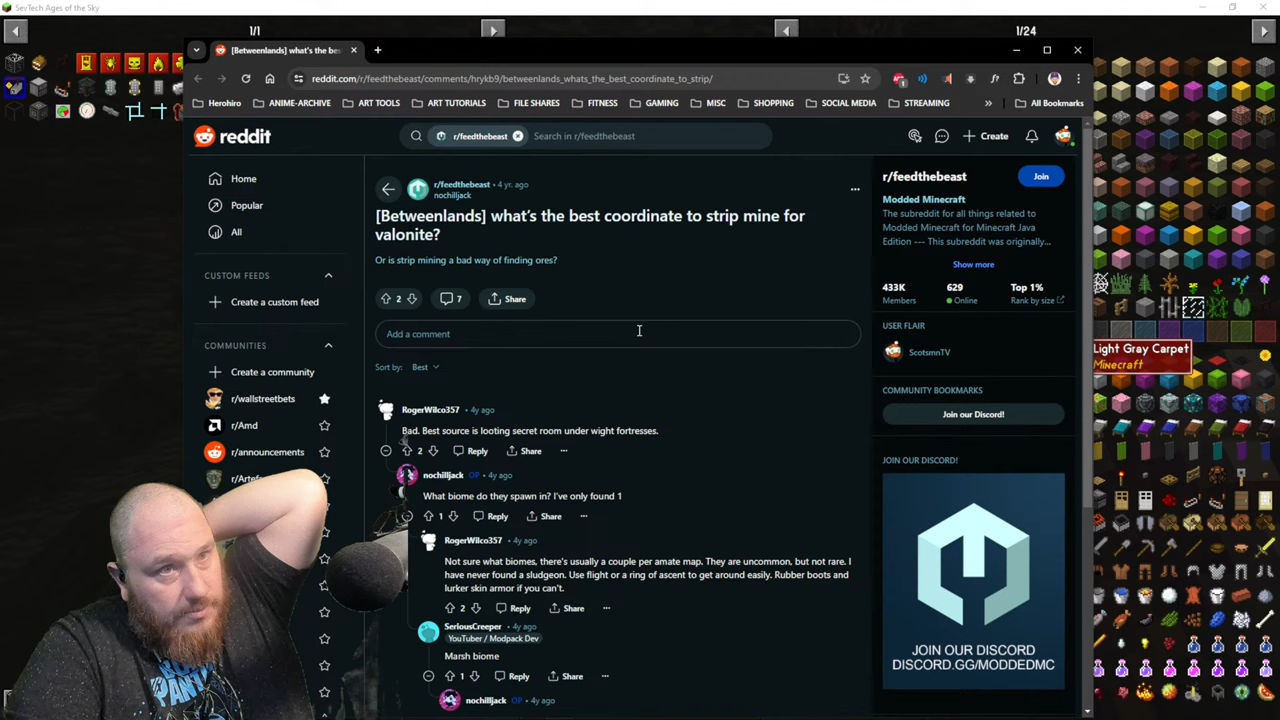 SevTech Ages of the Sky
1/1
1/24
[Betweenlands] what's the bes
reddit.com/r/feedthebeast/comments/hrykb9/betweenlands_whats_the_best_coordinate_to_strip/
Herohiro
ANIME-ARCHIVE
ART TOOLS
ART TUTORIALS
FILE SHARES
FITNESS
GAMING
MISC
SHOPPING
SOCIAL MEDIA
STREAMING
All Bookmarks
reddit
r/feedthebeast
Search in r/feedthebeast
Create
Home
Popular
All
CUSTOM FEEDS
Create a custom feed
COMMUNITIES
Create a community
r/wallstreetbets
r/Amd
r/announcements
r/feedthebeast • 4 yr. ago
nochilljack
[Betweenlands] what's the best coordinate to strip mine for
valonite?
Or is strip mining a bad way of finding ores?
2
7
Share
Add a comment
Sort by: Best
RogerWilco357 • 4y ago
Bad. Best source is looting secret room under wight fortresses.
2 Reply Share
nochilljack OP • 4y ago
What biome do they spawn in? I've only found 1
1 Reply Share
RogerWilco357 • 4y ago
Not sure what biomes, there's usually a couple per amate map. They are uncommon, but not rare. I
have never found a sludgeon. Use flight or a ring of ascent to get around easily. Rubber boots and
lurker skin armor if you can't.
2 Reply Share
SeriousCreeper • 4y ago
YouTuber / Modpack Dev
Marsh biome
1 Reply Share
nochilljack OP • 4y ago
r/feedthebeast
Join
Modded Minecraft
The subreddit for all things related to
Modded Minecraft for Minecraft Java
Edition --- This subreddit was originally...
Show more
433K
629
Top 1%
Members
Online
Rank by size
USER FLAIR
ScotsmnTV
COMMUNITY BOOKMARKS
Join our Discord!
JOIN OUR DISCORD!
JOIN OUR DISCORD
DISCORD.GG/MODDEDMC
Light Gray Carpet
Minecraft